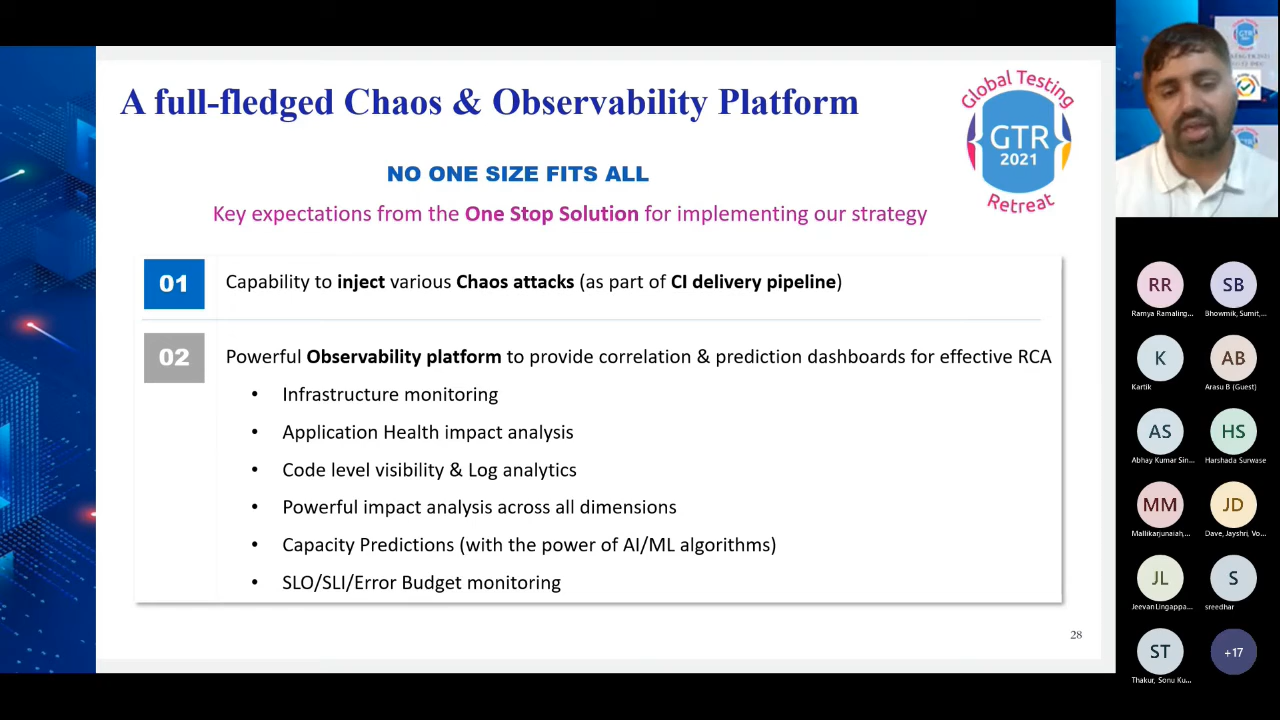 A full-fledged Chaos & Observability Platform
Global Testing
GTR
2021
Retreat
NO ONE SIZE FITS ALL
Key expectations from the One Stop Solution for implementing our strategy
01
Capability to inject various Chaos attacks (as part of CI delivery pipeline)
02
Powerful Observability platform to provide correlation & prediction dashboards for effective RCA
• Infrastructure monitoring
• Application Health impact analysis
• Code level visibility & Log analytics
• Powerful impact analysis across all dimensions
• Capacity Predictions (with the power of AI/ML algorithms)
• SLO/SLI/Error Budget monitoring
28
RR
Ramya Ramaling...
SB
Bhowmik, Sumit,...
K
Kartik
AB
Arasu B (Guest)
AS
Abhay Kumar Sin...
HS
Harshada Surwase
MM
Mallikarjunaiah,...
JD
Dave, Jayshri, Vo...
JL
Jeevan Lingappa...
S
sreedhar
ST
Thakur, Sonu Ku...
+17